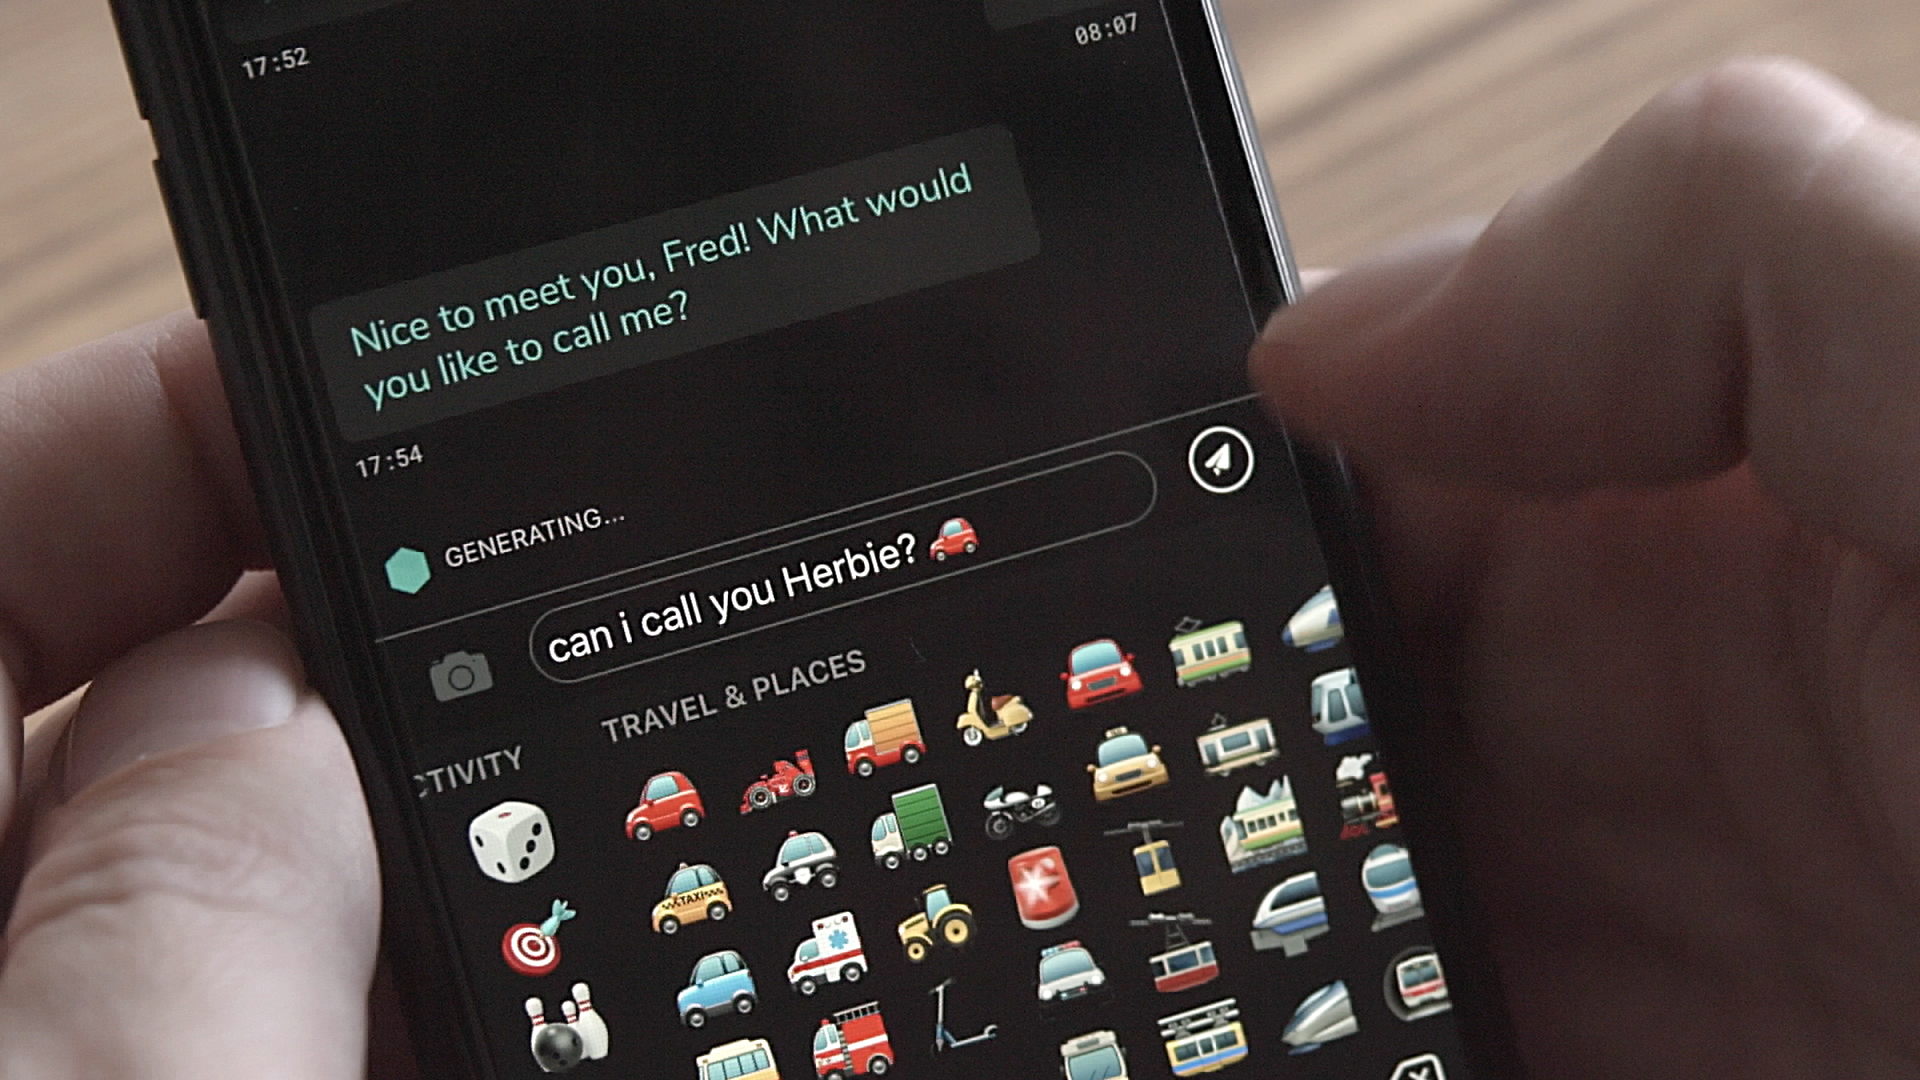 17:52
08:07
Nice to meet you, Fred! What would
you like to call me?
17:54
GENERATING...
can i call you Herbie? 🚗
TRAVEL & PLACES
CTIVITY
TAXI